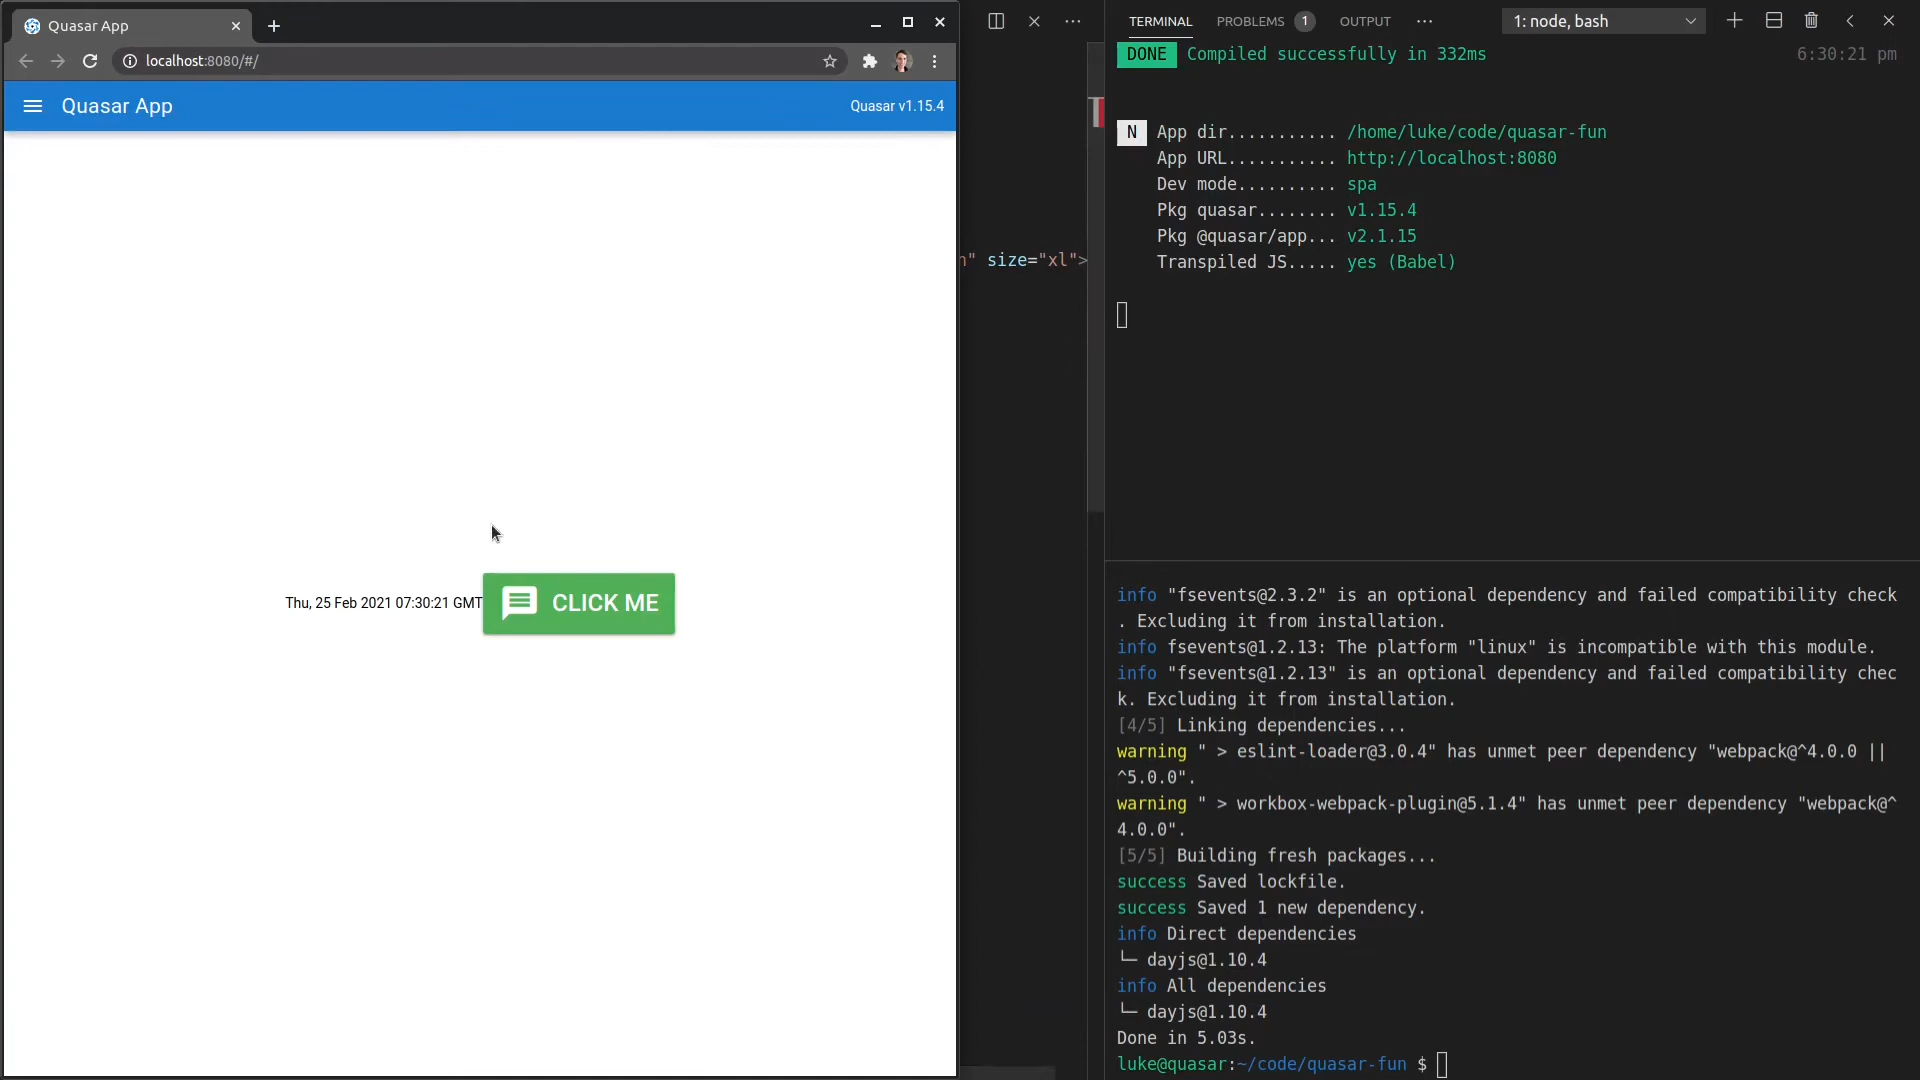 Quasar App
localhost:8080/#/
Quasar App
Quasar v1.15.4
Thu, 25 Feb 2021 07:30:21 GMT
CLICK ME
" size="xl">
TERMINAL
PROBLEMS 1
OUTPUT
1: node, bash
DONE Compiled successfully in 332ms
6:30:21 pm
N App dir........... /home/luke/code/quasar-fun
App URL........... http://localhost:8080
Dev mode.......... spa
Pkg quasar........ v1.15.4
Pkg @quasar/app... v2.1.15
Transpiled JS..... yes (Babel)
info "fsevents@2.3.2" is an optional dependency and failed compatibility check
. Excluding it from installation.
info fsevents@1.2.13: The platform "linux" is incompatible with this module.
info "fsevents@1.2.13" is an optional dependency and failed compatibility chec
k. Excluding it from installation.
[4/5] Linking dependencies...
warning " > eslint-loader@3.0.4" has unmet peer dependency "webpack@^4.0.0 ||
^5.0.0".
warning " > workbox-webpack-plugin@5.1.4" has unmet peer dependency "webpack@^
4.0.0".
[5/5] Building fresh packages...
success Saved lockfile.
success Saved 1 new dependency.
info Direct dependencies
└─ dayjs@1.10.4
info All dependencies
└─ dayjs@1.10.4
Done in 5.03s.
luke@quasar:~/code/quasar-fun $